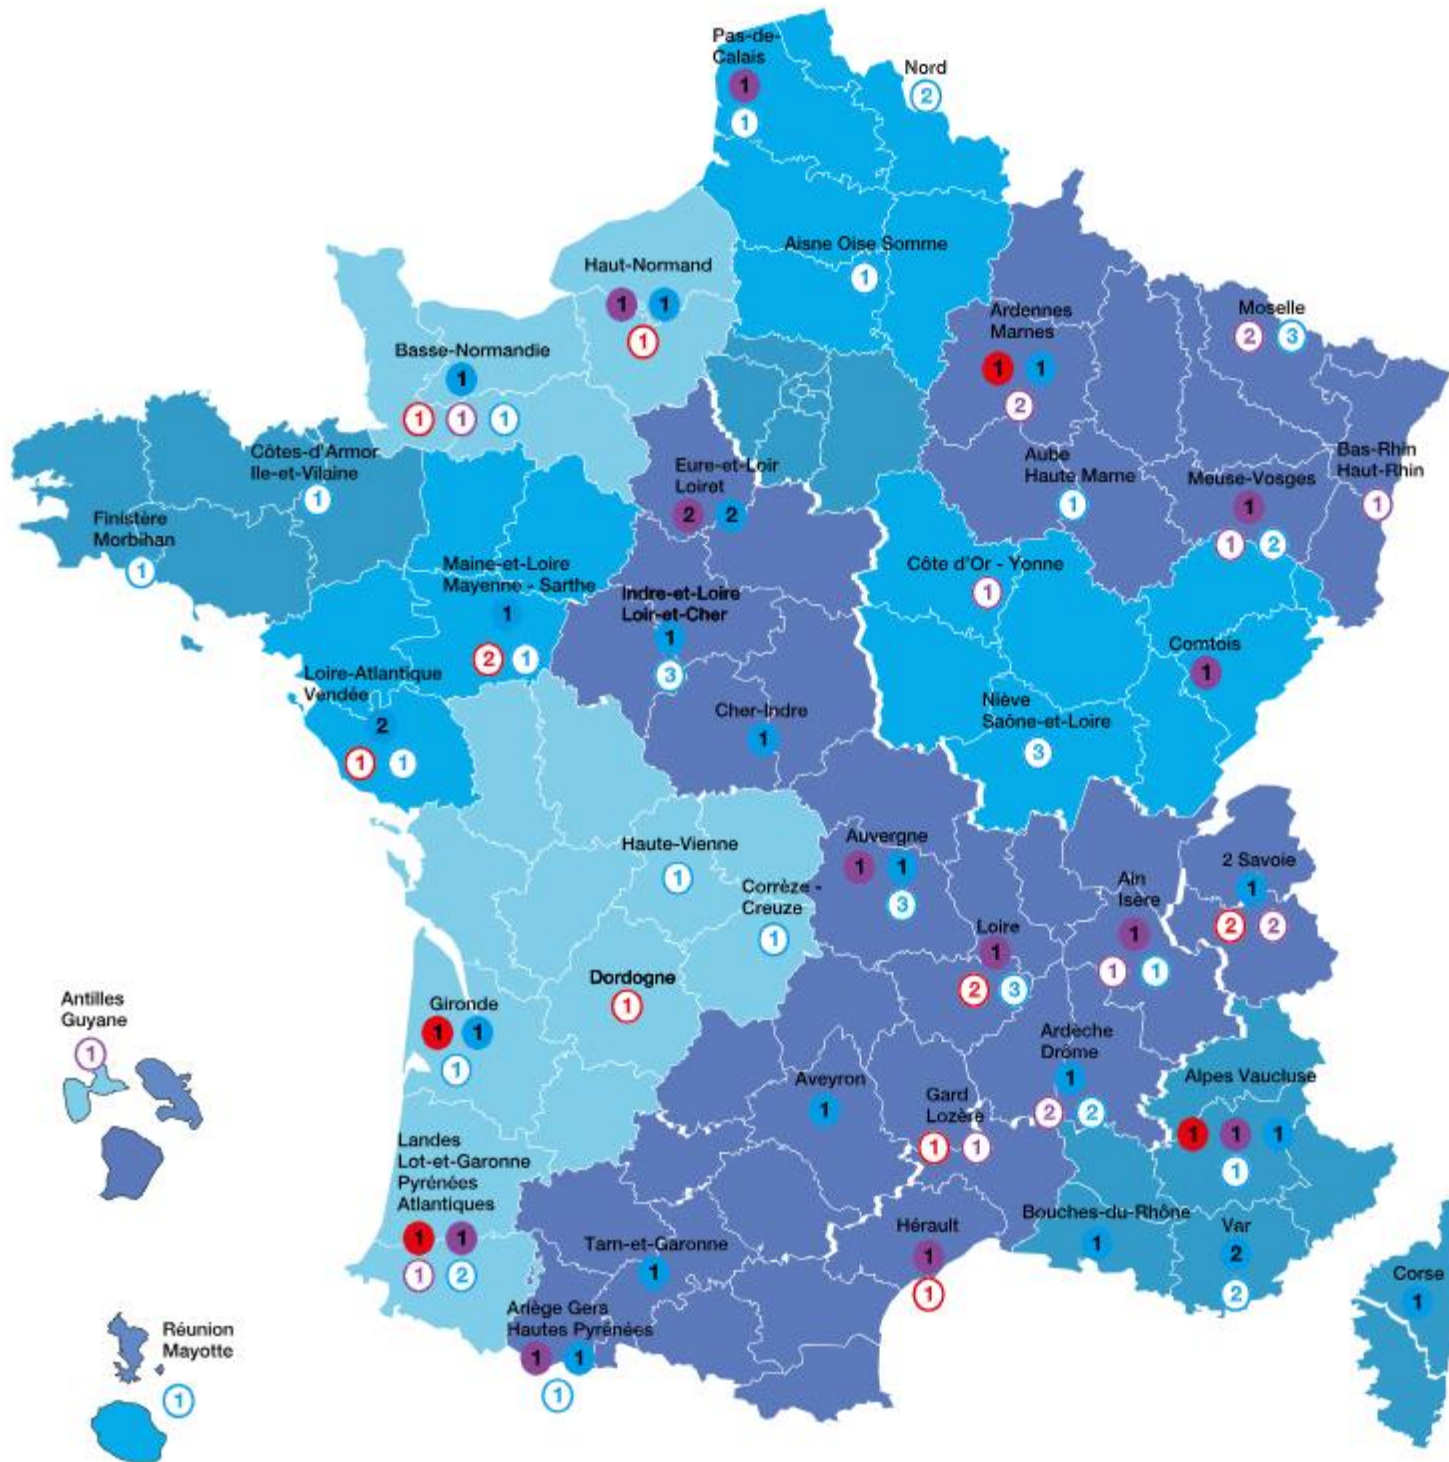 Pas-de-
Calais
1
1
Nord
2
Aisne Oise Somme
1
Haut-Normand
1 1
1
Basse-Normandie
1
1 1 1
Ardennes
Marnes
1 1
2
Moselle
2 3
Côtes-d'Armor
Ile-et-Vilaine
1
Finistère
Morbihan
1
Eure-et-Loir
Loiret
2 2
Aube
Haute Marne
1
Meuse-Vosges
1
1 2
Bas-Rhin
Haut-Rhin
1
Maine-et-Loire
Mayenne - Sarthe
1
2 1
Indre-et-Loire
Loir-et-Cher
1
3
Côte d'Or - Yonne
1
Comtois
1
Loire-Atlantique
Vendée
2
1 1
Cher-Indre
1
Niève
Saône-et-Loire
3
Haute-Vienne
1
Corrèze -
Creuze
1
Auvergne
1 1
3
Loire
1
2 3
Ain
Isère
1
1 1
2 Savoie
1
2 2
Dordogne
1
Gironde
1 1
1
Antilles
Guyane
1
Aveyron
1
Gard
Lozère
1 1
Ardèche
Drôme
1
2 2
Alpes Vaucluse
1 1 1
1
Landes
Lot-et-Garonne
Pyrénées
Atlantiques
1 1
1 2
Tarn-et-Garonne
1
Hérault
1
1
Bouches-du-Rhône
1
Var
2
2
Corse
1
Ariège Gers
Hautes Pyrénées
1 1
1
Réunion
Mayotte
1